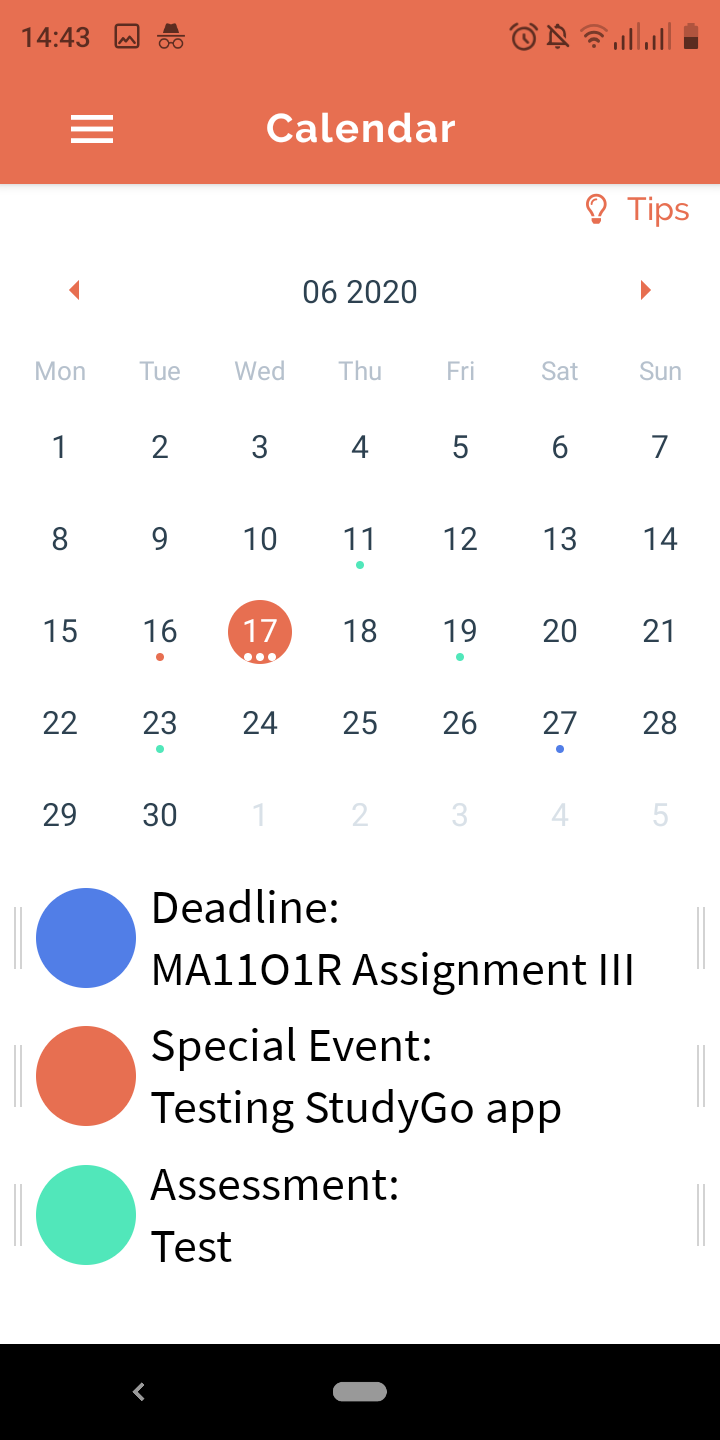 14:43
Calendar
Tips
06 2020
Mon Tue Wed Thu Fri Sat Sun
1 2 3 4 5 6 7
8 9 10 11 12 13 14
15 16 17 18 19 20 21
22 23 24 25 26 27 28
29 30 1 2 3 4 5
Deadline:
MA11O1R Assignment III
Special Event:
Testing StudyGo app
Assessment:
Test